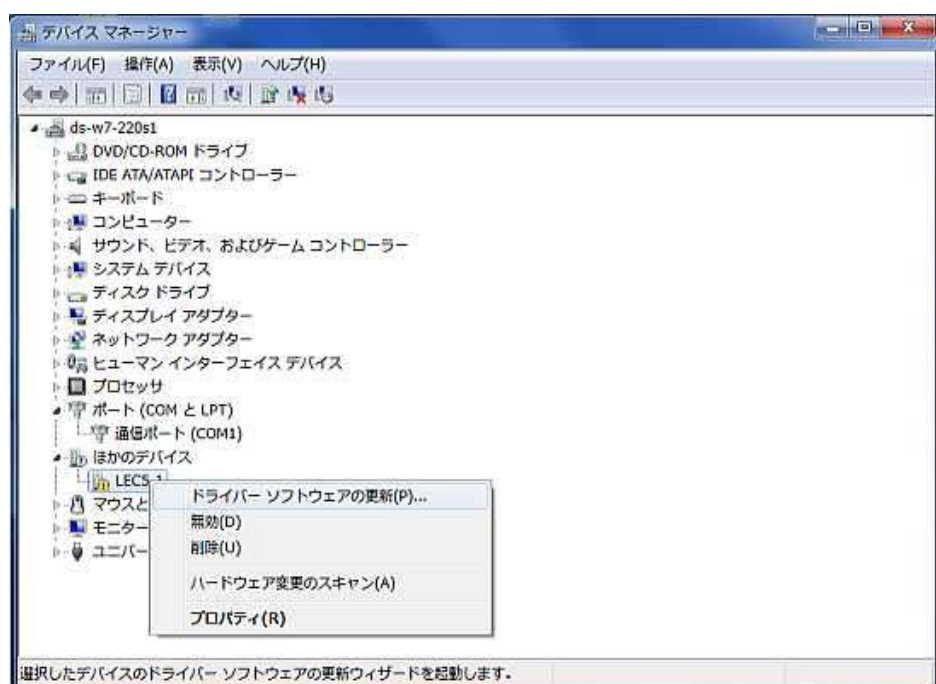 デバイス マネージャー
ファイル(F) 操作(A) 表示(V) ヘルプ(H)
ds-w7-220s1
DVD/CD-ROM ドライブ
IDE ATA/ATAPI コントローラー
キーボード
コンピューター
サウンド、ビデオ、およびゲーム コントローラー
システム デバイス
ディスク ドライブ
ディスプレイ アダプター
ネットワーク アダプター
ヒューマン インターフェイス デバイス
プロセッサ
ポート (COM と LPT)
通信ポート (COM1)
ほかのデバイス
LECS
マウスと
モニター
ユニバー
ドライバー ソフトウェアの更新(P)...
無効(D)
削除(U)
ハードウェア変更のスキャン(A)
プロパティ(R)
選択したデバイスのドライバー ソフトウェアの更新ウィザードを起動します。